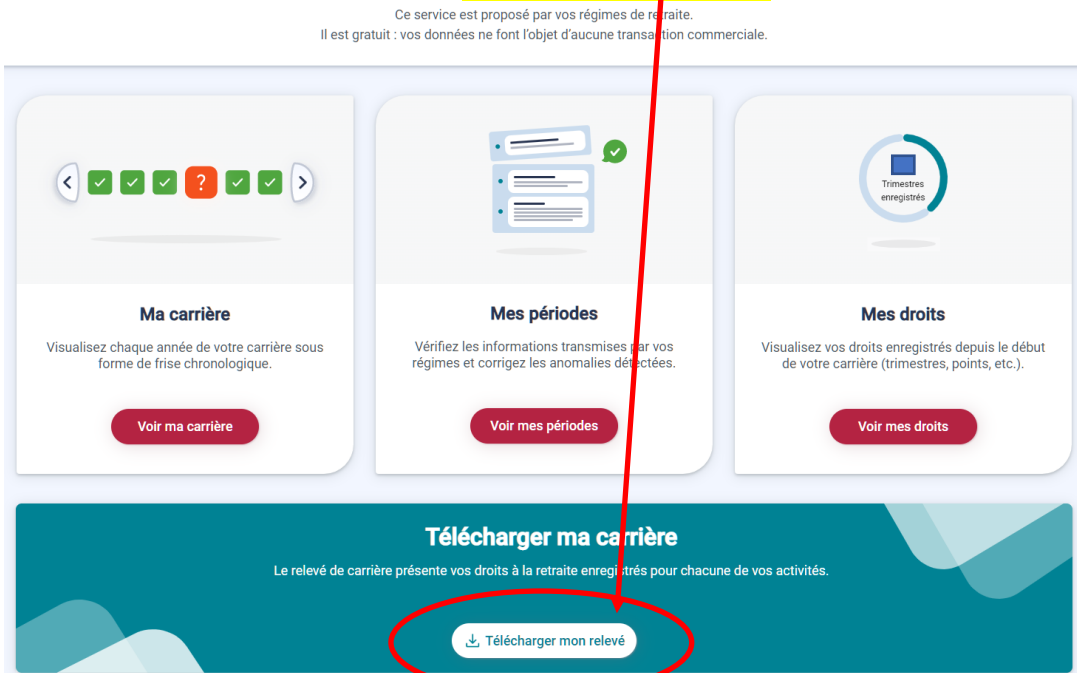 Ce service est proposé par vos régimes de retraite.
Il est gratuit : vos données ne font l'objet d'aucune transaction commerciale.
?
Trimestres
enregistrés
Ma carrière
Visualisez chaque année de votre carrière sous
forme de frise chronologique.
Voir ma carrière
Mes périodes
Vérifiez les informations transmises par vos
régimes et corrigez les anomalies détectées.
Voir mes périodes
Mes droits
Visualisez vos droits enregistrés depuis le début
de votre carrière (trimestres, points, etc.).
Voir mes droits
Télécharger ma carrière
Le relevé de carrière présente vos droits à la retraite enregistrés pour chacune de vos activités.
Télécharger mon relevé